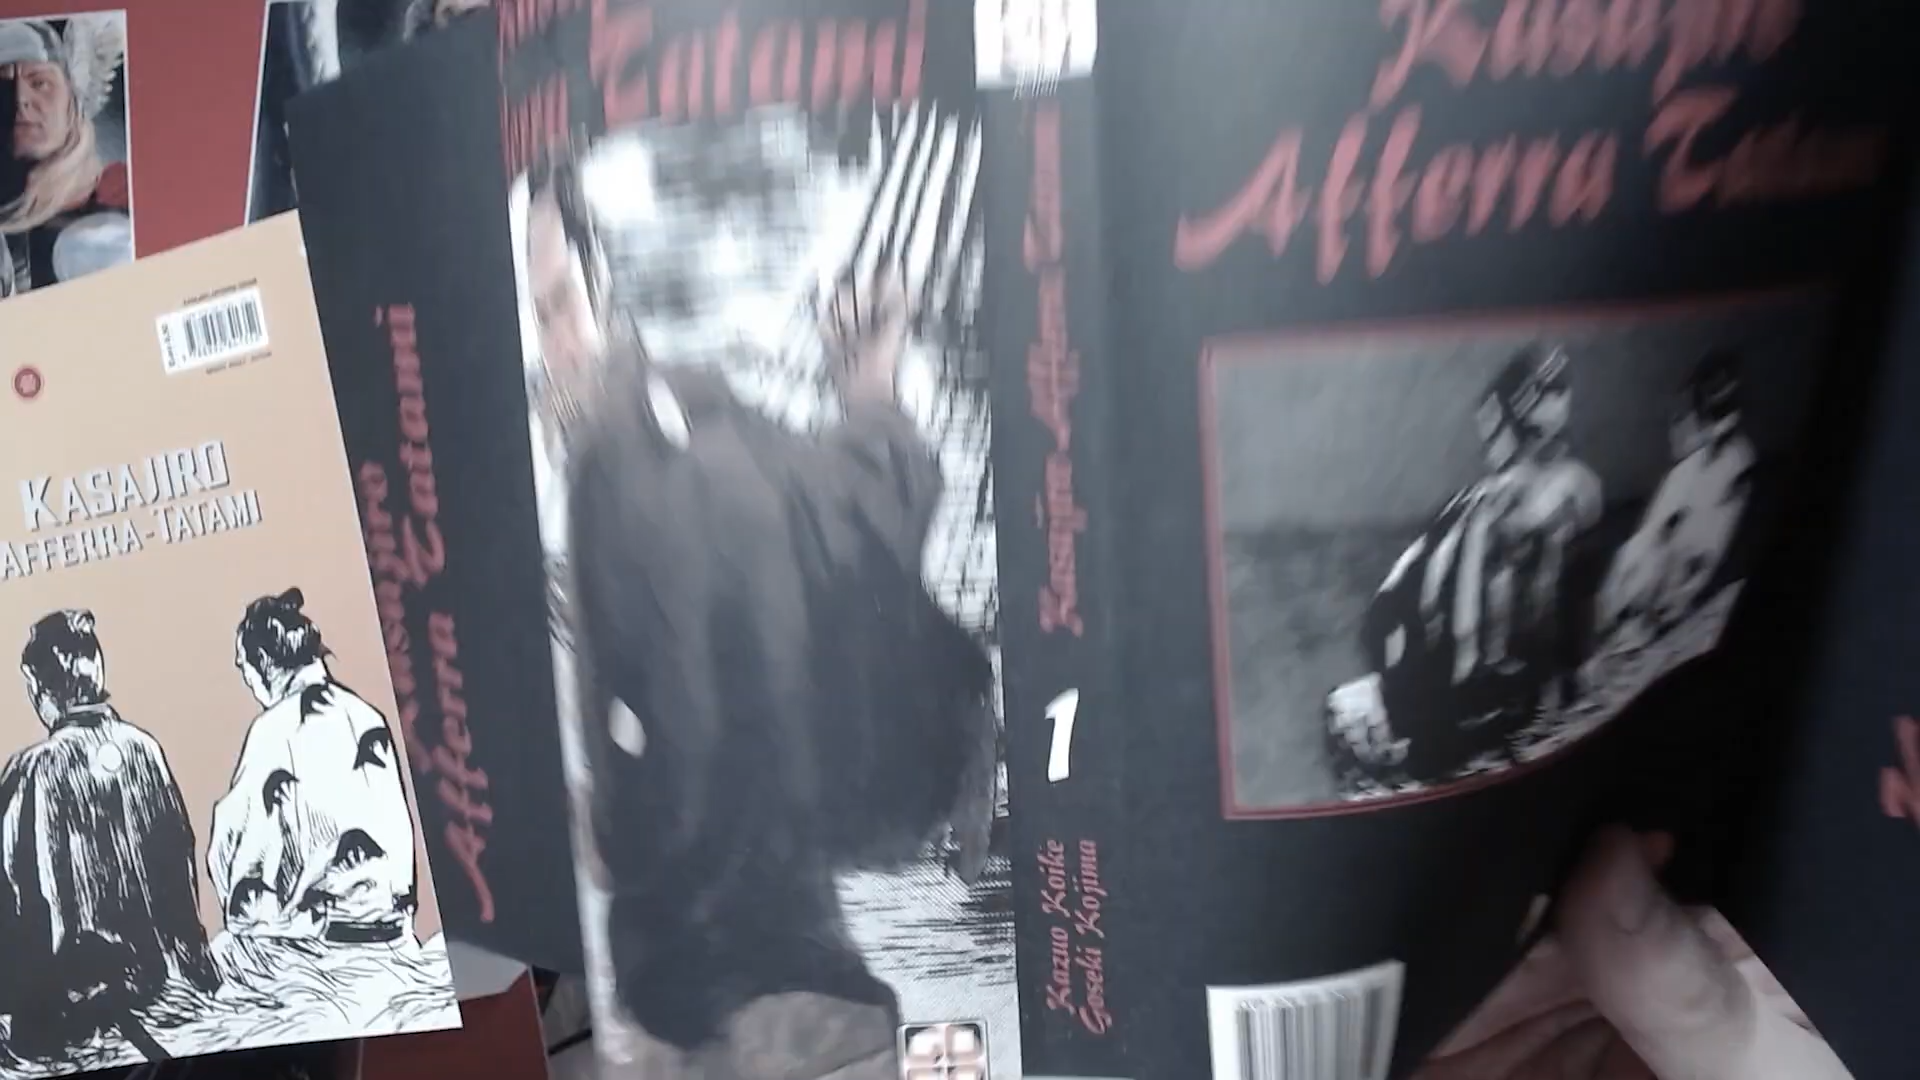 KASAJIRO
AFFERRA-TATAMI
Kasajiro
Afferra Tatami
Tatami
Kasajiro Afferra Tatami
1
Kazuo Koike
Goseki Kojima
Kasajiro
Afferra